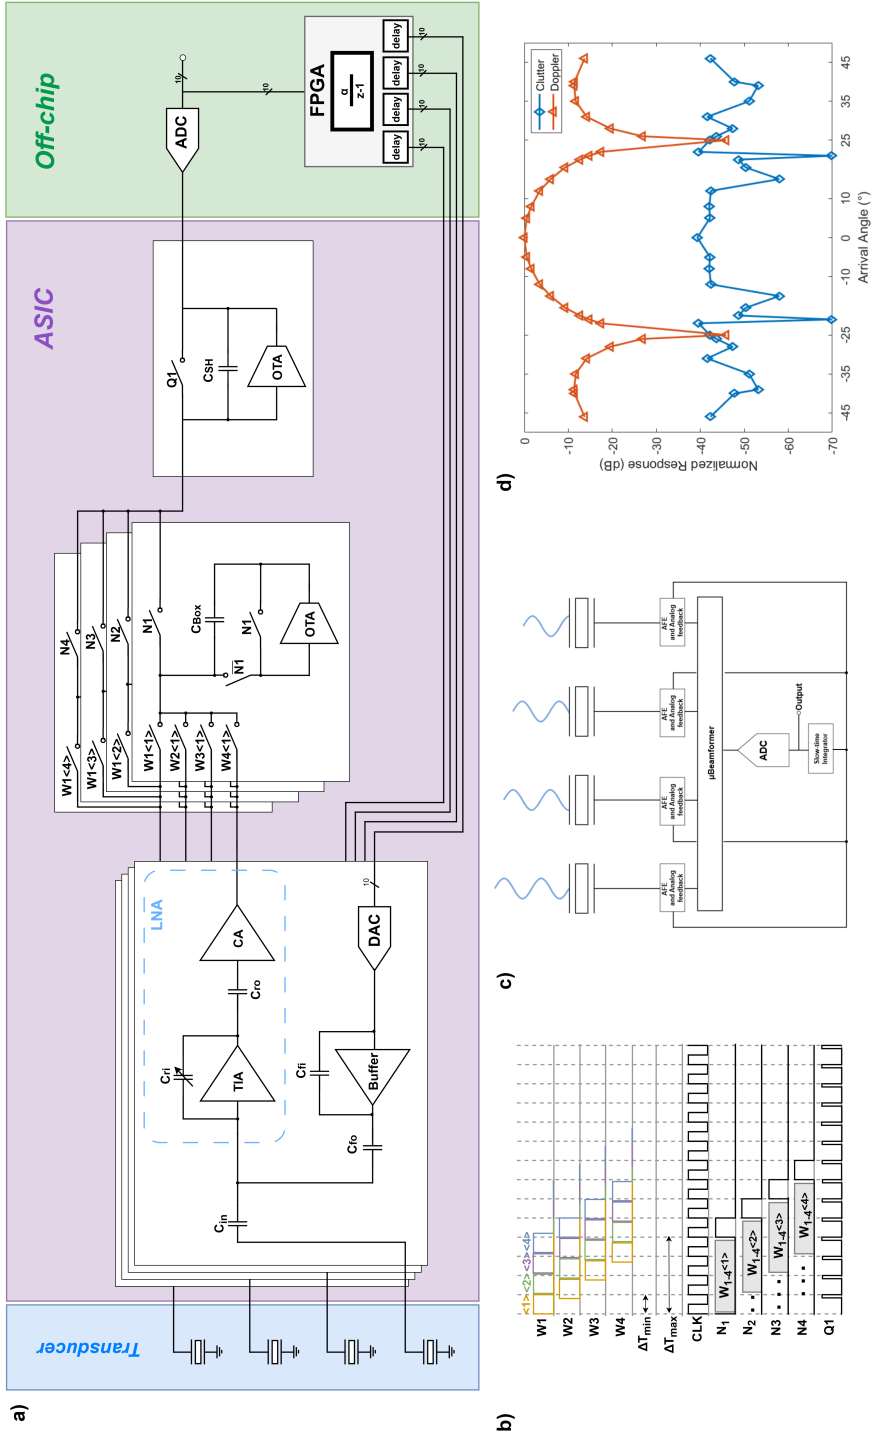 a)
Transducer
ASIC
Off-chip
Cin
Cri
TIA
Cro
CA
LNA
Cfo
Cfi
Buffer
DAC
10
W1<4>
W1<3>
W1<2>
W1<1>
W2<1>
W3<1>
W4<1>
N4
N3
N2
N1
N1
CBox
N1
OTA
Q1
CSH
OTA
ADC
10
10
FPGA
α
z-1
delay
delay
delay
delay
10
10
10
10
b)
<1> <2> <3> <4>
W1
W2
W3
W4
ΔTmin
ΔTmax
CLK
N1
N2
N3
N4
Q1
W1-4<1>
W1-4<2>
W1-4<3>
W1-4<4>
c)
AFE
and Analog
feedback
AFE
and Analog
feedback
AFE
and Analog
feedback
AFE
and Analog
feedback
μBeamformer
ADC
Output
Slow-time
Integrator
d)
Clutter
Doppler
0
-10
-20
-30
-40
-50
-60
-70
Normalized Response (dB)
-45
-35
-25
-10
0
10
25
35
45
Arrival Angle (°)